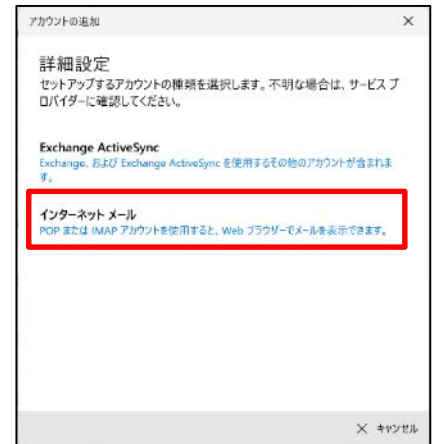 アカウントの追加
詳細設定
セットアップするアカウントの種類を選択します。不明な場合は、サービス プ
ロバイダーに確認してください。
Exchange ActiveSync
Exchange、および Exchange ActiveSync を使用するその他のアカウントが含まれま
す。
インターネット メール
POP または IMAP アカウントを使用すると、Web ブラウザーでメールを表示できます。
キャンセル